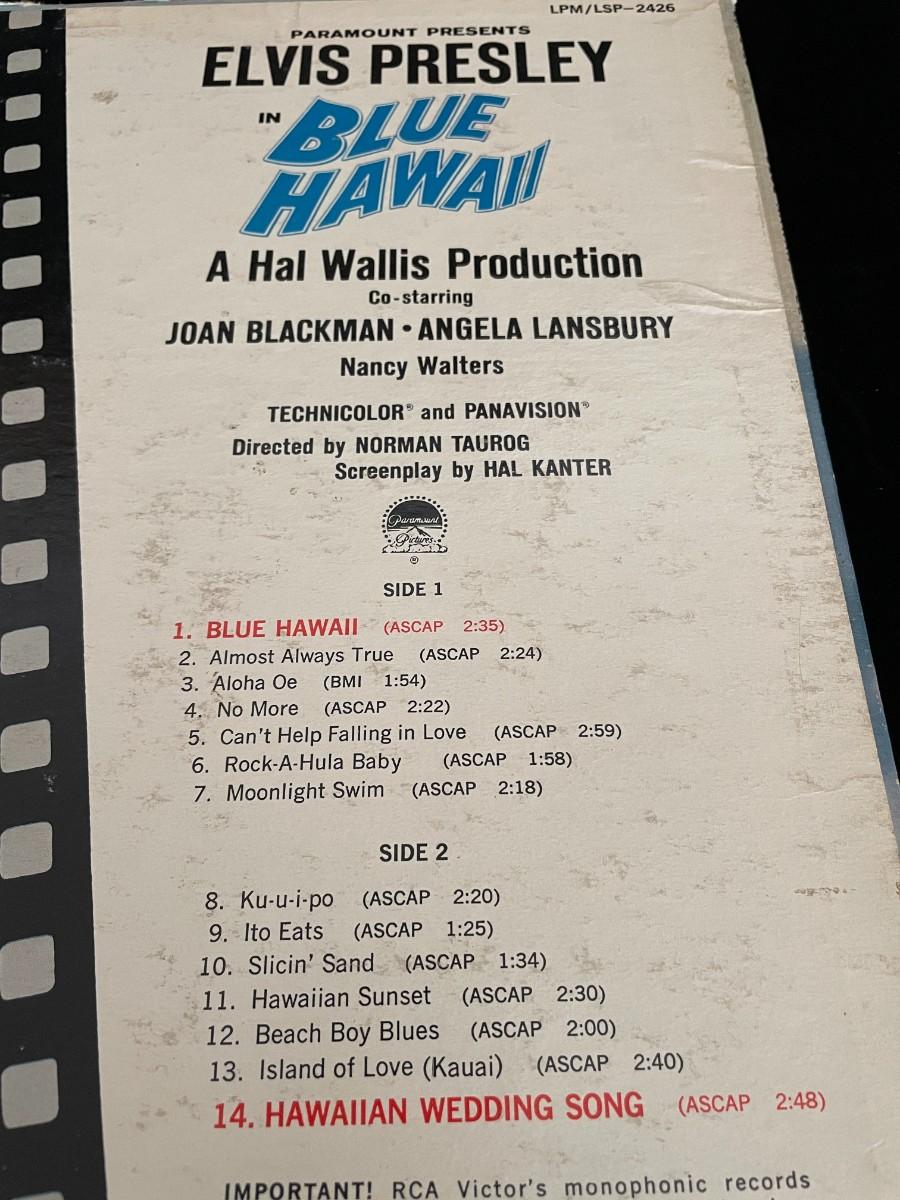 LPM/LSP-2426
PARAMOUNT PRESENTS
ELVIS PRESLEY
IN BLUE
HAWAII
A Hal Wallis Production
Co-starring
JOAN BLACKMAN • ANGELA LANSBURY
Nancy Walters
TECHNICOLOR® and PANAVISION®
Directed by NORMAN TAUROG
Screenplay by HAL KANTER
Paramount
Pictures
®
SIDE 1
1. BLUE HAWAII (ASCAP 2:35)
2. Almost Always True (ASCAP 2:24)
3. Aloha Oe (BMI 1:54)
4. No More (ASCAP 2:22)
5. Can't Help Falling in Love (ASCAP 2:59)
6. Rock-A-Hula Baby (ASCAP 1:58)
7. Moonlight Swim (ASCAP 2:18)
SIDE 2
8. Ku-u-i-po (ASCAP 2:20)
9. Ito Eats (ASCAP 1:25)
10. Slicin' Sand (ASCAP 1:34)
11. Hawaiian Sunset (ASCAP 2:30)
12. Beach Boy Blues (ASCAP 2:00)
13. Island of Love (Kauai) (ASCAP 2:40)
14. HAWAIIAN WEDDING SONG (ASCAP 2:48)
IMPORTANT! RCA Victor's monophonic records